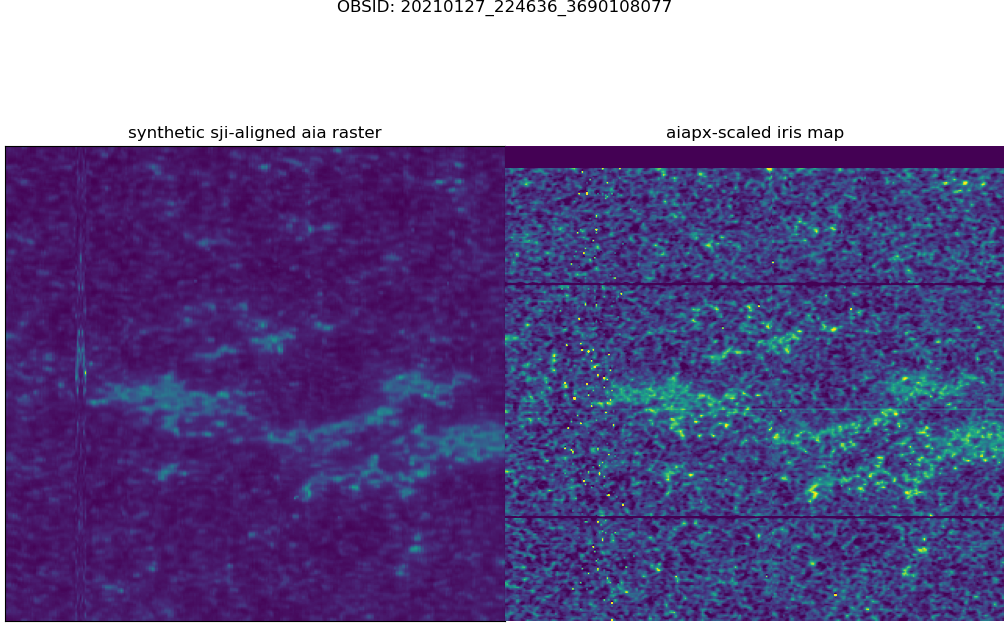 OBSID: 20210127_224636_3690108077
synthetic sji-aligned aia raster
aiapx-scaled iris map